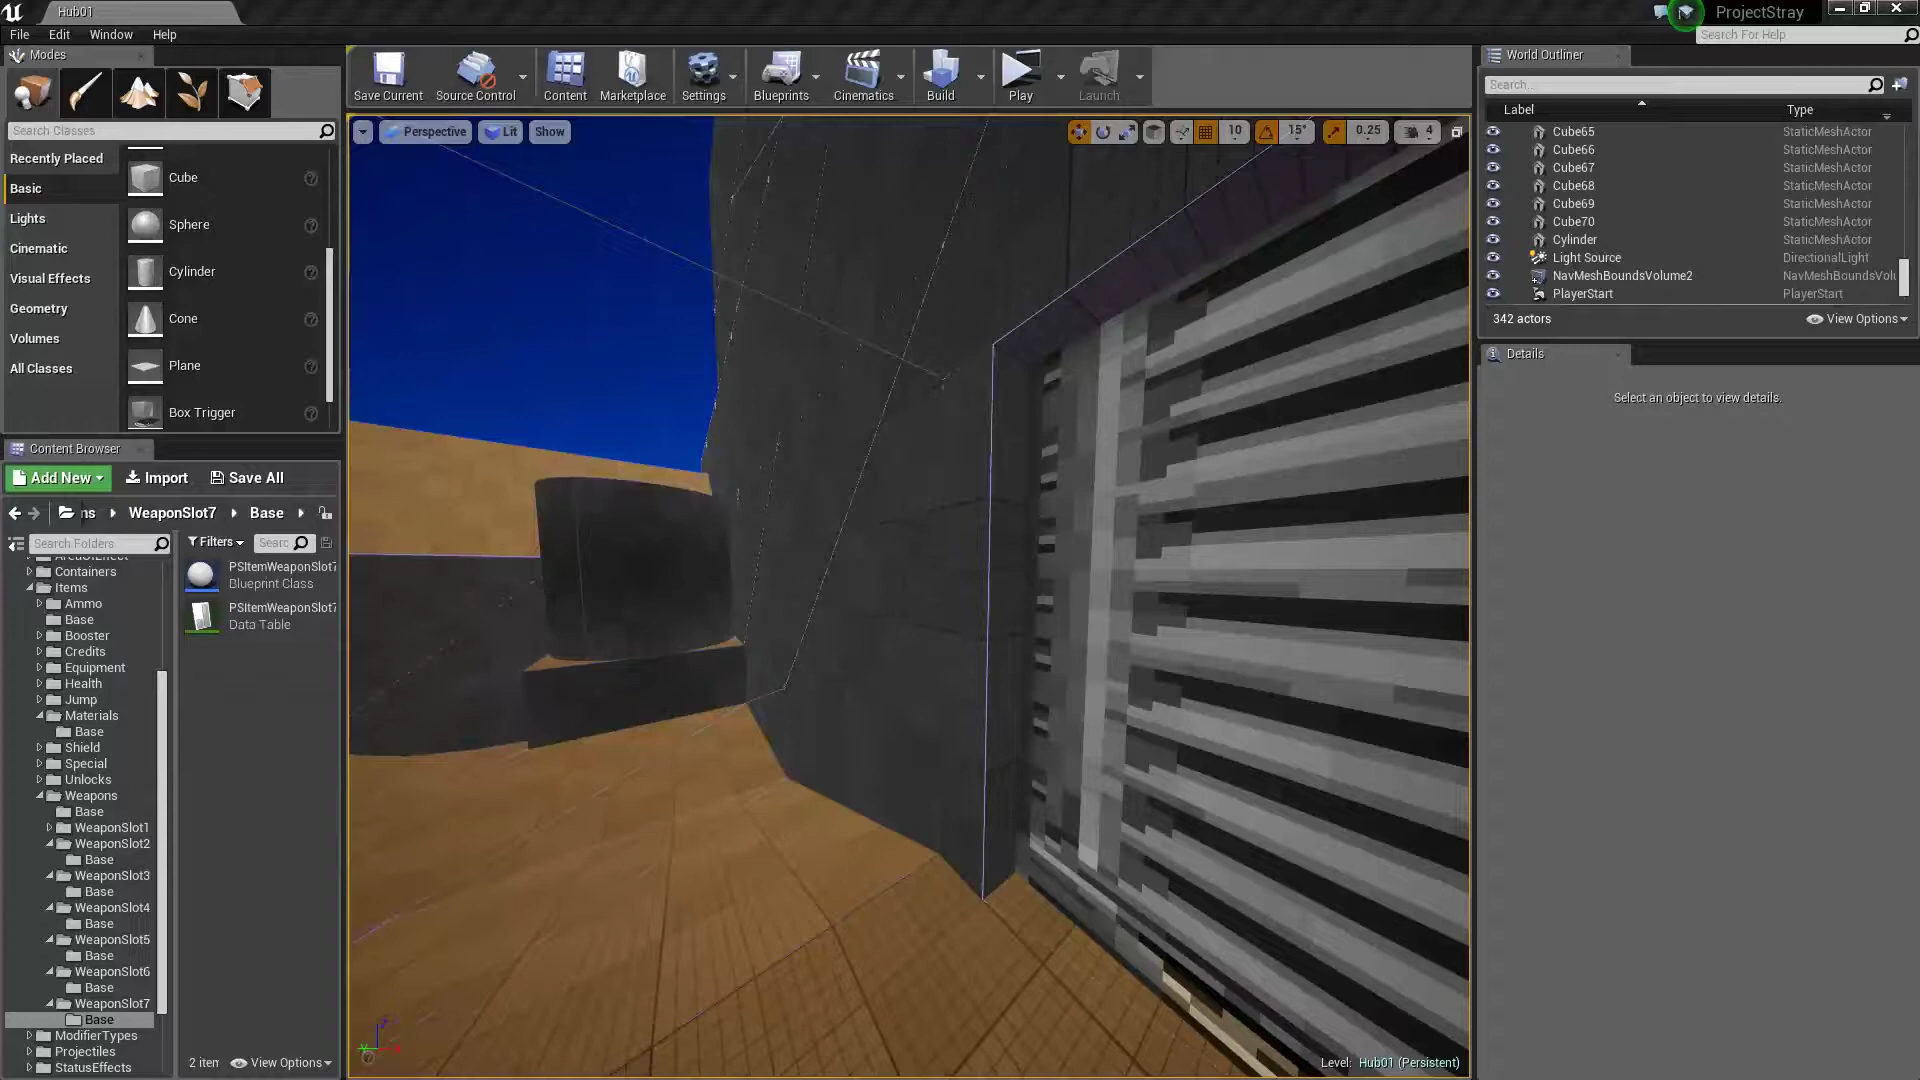 Hub01
ProjectStray
File Edit Window Help
Search For Help
Modes
Save Current
Source Control
Content
Marketplace
Settings
Blueprints
Cinematics
Build
Play
Launch
World Outliner
Search...
Label Type
Search Classes
Recently Placed
Basic
Lights
Cinematic
Visual Effects
Geometry
Volumes
All Classes
Cube
Sphere
Cylinder
Cone
Plane
Box Trigger
Perspective
Lit
Show
10
15°
0.25
4
Cube65 StaticMeshActor
Cube66 StaticMeshActor
Cube67 StaticMeshActor
Cube68 StaticMeshActor
Cube69 StaticMeshActor
Cube70 StaticMeshActor
Cylinder StaticMeshActor
Light Source DirectionalLight
NavMeshBoundsVolume2 NavMeshBoundsVolu
PlayerStart PlayerStart
342 actors
View Options
Details
Select an object to view details.
Content Browser
Add New
Import
Save All
ns WeaponSlot7 Base
Search Folders
Filters
Searc
Containers
Items
Ammo
Base
Booster
Credits
Equipment
Health
Jump
Materials
Base
Shield
Special
Unlocks
Weapons
Base
WeaponSlot1
WeaponSlot2
Base
WeaponSlot3
Base
WeaponSlot4
Base
WeaponSlot5
Base
WeaponSlot6
Base
WeaponSlot7
Base
ModifierTypes
Projectiles
StatusEffects
PSItemWeaponSlot7
Blueprint Class
PSItemWeaponSlot7
Data Table
2 item
View Options
Level: Hub01 (Persistent)